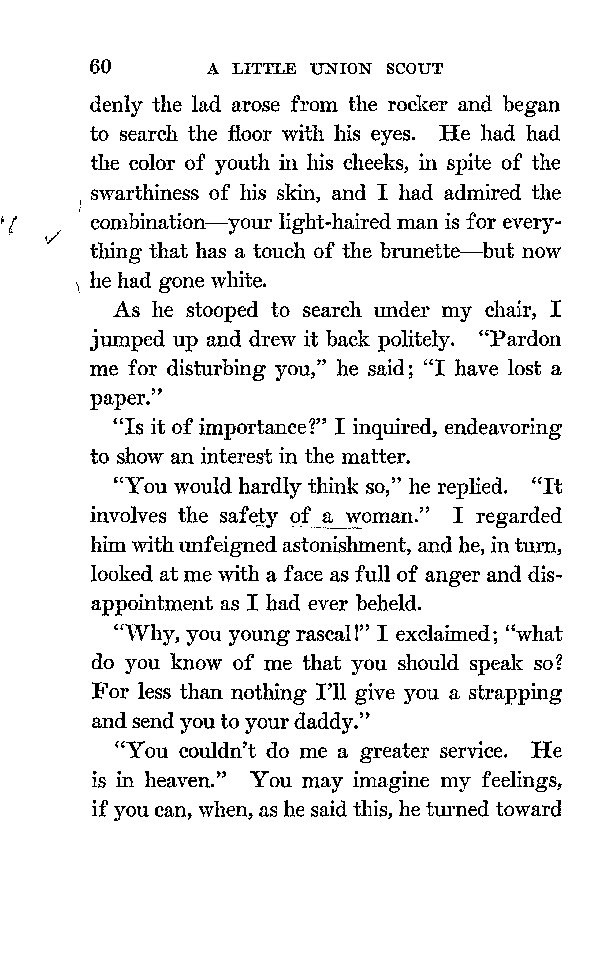 60 A LITTLE UNION SCOUT
denly the lad arose from the rocker and began
to search the floor with his eyes. He had had
the color of youth in his cheeks, in spite of the
swarthiness of his skin, and I had admired the
combination—your light-haired man is for every-
thing that has a touch of the brunette—but now
he had gone white.
As he stooped to search under my chair, I
jumped up and drew it back politely. “Pardon
me for disturbing you,” he said; “I have lost a
paper.”
“Is it of importance?” I inquired, endeavoring
to show an interest in the matter.
“You would hardly think so,” he replied. “It
involves the safety of a woman.” I regarded
him with unfeigned astonishment, and he, in turn,
looked at me with a face as full of anger and dis-
appointment as I had ever beheld.
“Why, you young rascal!” I exclaimed; “what
do you know of me that you should speak so?
For less than nothing I’ll give you a strapping
and send you to your daddy.”
“You couldn’t do me a greater service. He
is in heaven.” You may imagine my feelings,
if you can, when, as he said this, he turned toward